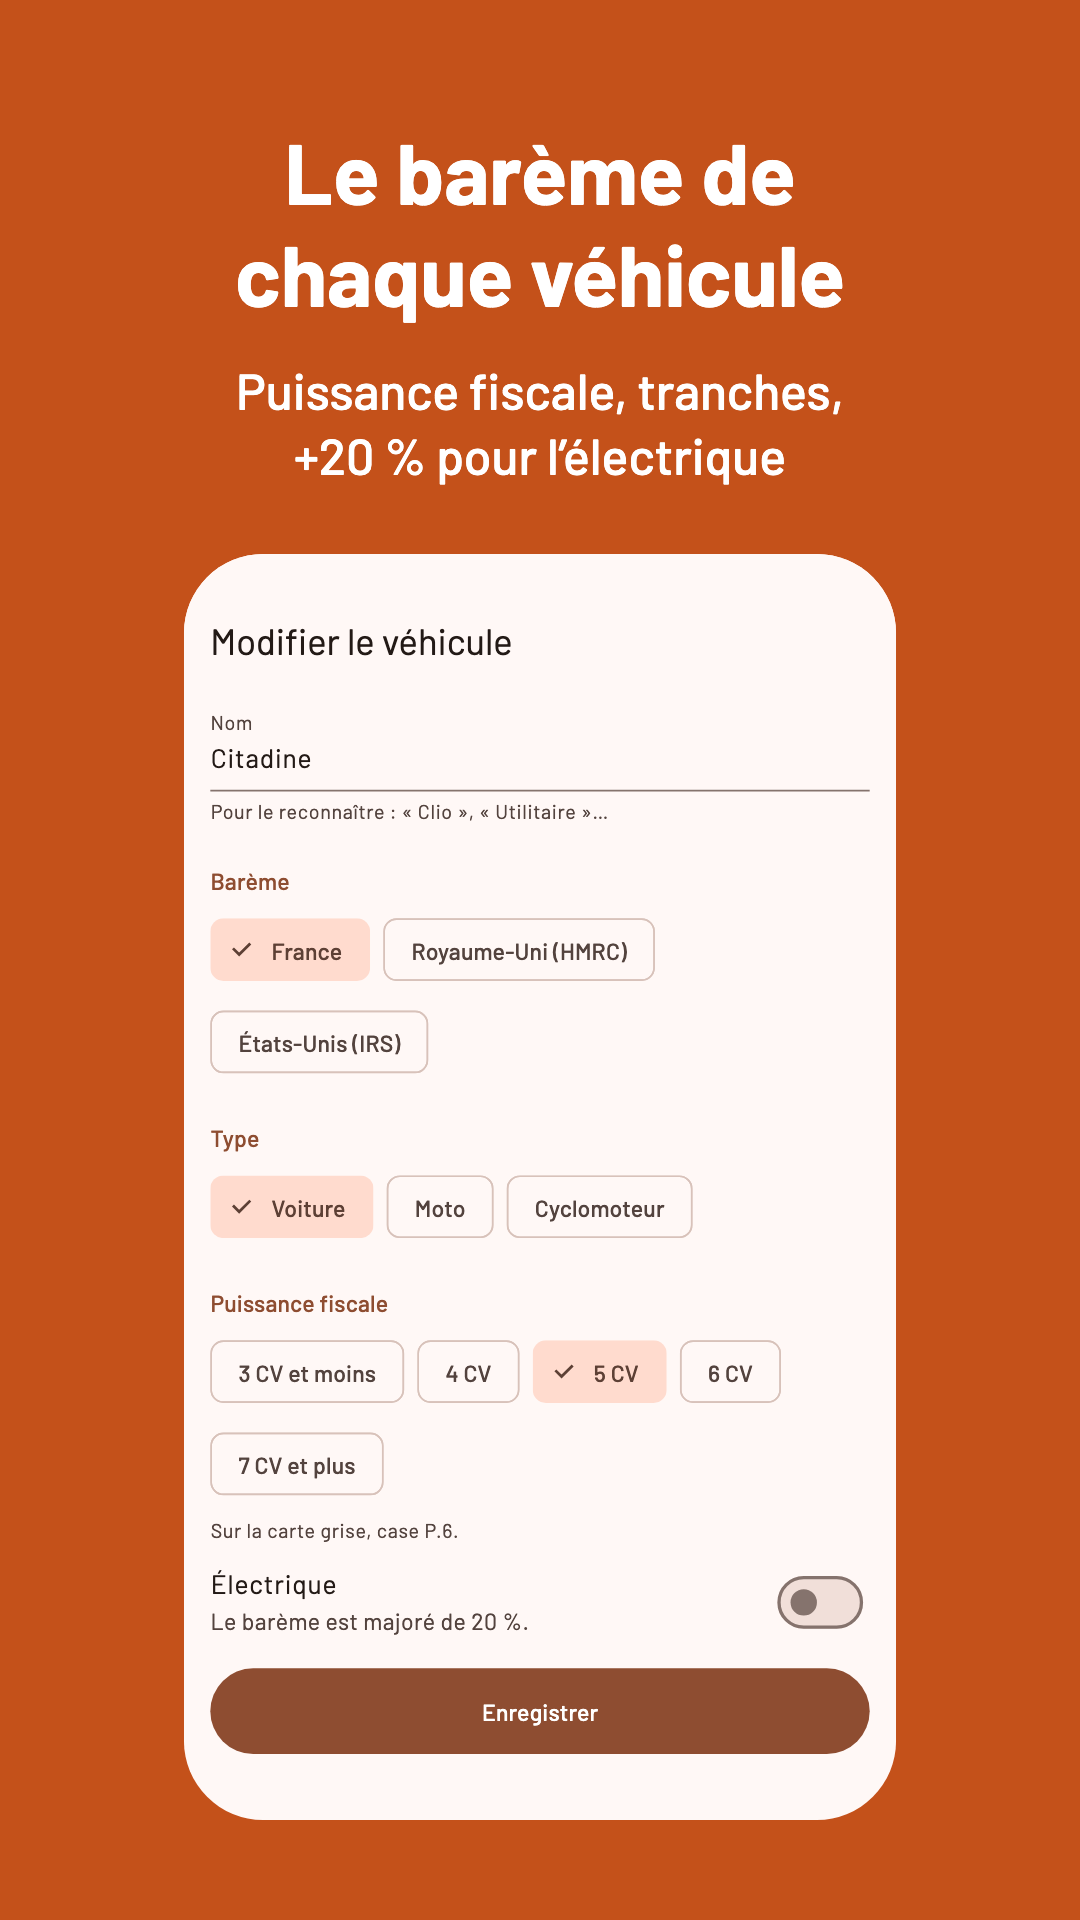 Le barème de
chaque véhicule
Puissance fiscale, tranches,
+20 % pour l’électrique
Modifier le véhicule
Nom
Citadine
Pour le reconnaître : « Clio », « Utilitaire »…
Barème
France
Royaume-Uni (HMRC)
États-Unis (IRS)
Type
Voiture
Moto
Cyclomoteur
Puissance fiscale
3 CV et moins
4 CV
5 CV
6 CV
7 CV et plus
Sur la carte grise, case P.6.
Électrique
Le barème est majoré de 20 %.
Enregistrer